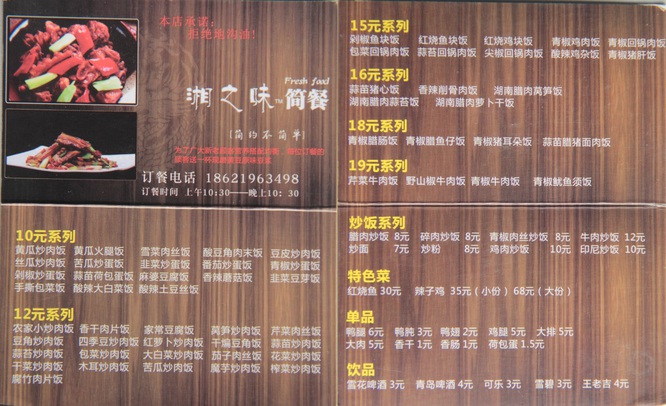 本店承诺：
拒绝地沟油！
Fresh food
湘之味™简餐
（简约不简单）
订餐电话 18621963498
订餐时间 上午10:30——晚上10：30
10元系列
黄瓜炒肉饭 黄瓜火腿饭 雪菜肉丝饭 酸豆角肉末饭 豆皮炒肉饭
丝瓜炒肉饭 苦瓜炒蛋饭 韭菜炒蛋饭 番茄炒蛋饭 青椒炒蛋饭
剁椒炒蛋饭 蒜苗荷包蛋饭 麻婆豆腐饭 香辣蘑菇饭 韭菜豆芽饭
手撕包菜饭 酸辣大白菜饭 酸辣土豆丝饭
12元系列
农家小炒肉饭 香干肉片饭 家常豆腐饭 莴笋炒肉饭 芹菜肉丝饭
豆角炒肉饭 四季豆炒肉饭 红萝卜炒肉饭 干煸豆角饭 蒜苗炒肉饭
蒜苔炒肉饭 包菜炒肉饭 大白菜炒肉饭 茄子肉丝饭 花菜炒肉饭
干菜炒肉饭 木耳炒肉饭 苦瓜炒肉饭 魔芋炒肉饭 榨菜炒肉饭
腐竹肉片饭
15元系列
剁椒鱼块饭 红烧鱼块饭 红烧鸡块饭 青椒鸡肉饭 青椒回锅肉饭
包菜回锅肉饭 蒜苔回锅肉饭 尖椒回锅肉饭 酸辣鸡杂饭 青椒猪肝饭
16元系列
蒜苗猪心饭 香辣削骨肉饭 湖南腊肉莴笋饭
湖南腊肉蒜苔饭 湖南腊肉萝卜干饭
18元系列
青椒腊肠饭 青椒腊鱼仔饭 青椒猪耳朵饭 蒜苗腊猪面肉饭
19元系列
芹菜牛肉饭 野山椒牛肉饭 青椒牛肉饭 青椒鱿鱼须饭
炒饭系列
腊肉炒饭 8元 碎肉炒饭 8元 青椒肉丝炒饭 8元 牛肉炒饭 12元
炒面 7元 炒粉 8元 鸡肉炒饭 10元 印尼炒饭 10元
特色菜
红烧鱼 30元 辣子鸡 35元（小份）68元（大份）
单品
鸭腿 6元 鸭肫 3元 鸭翅 2元 鸡腿 5元 大排 5元
大肉 5元 香干 1元 香肠 1元 荷包蛋 1.5元
饮品
雪花啤酒 3元 青岛啤酒 4元 可乐 3元 雪碧 3元 王老吉 4元